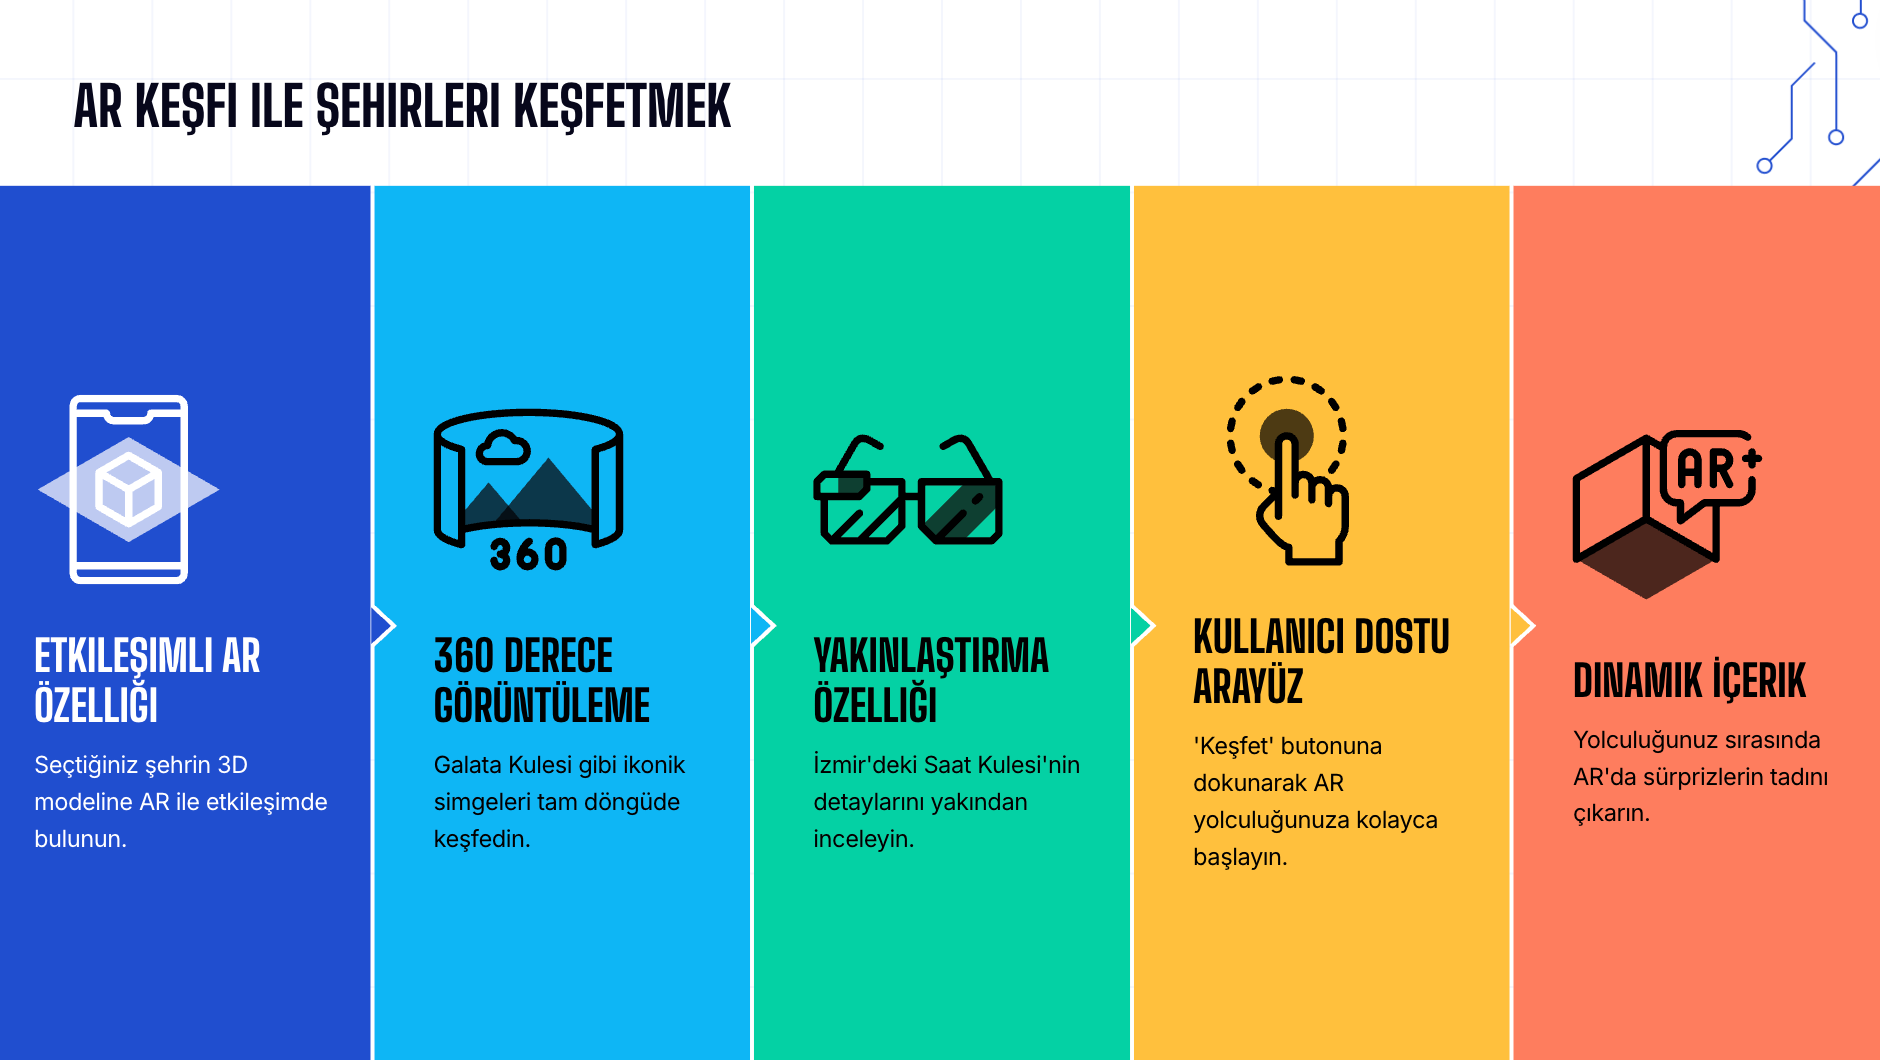 AR KEŞFI ILE ŞEHIRLERI KEŞFETMEK
360
AR+
ETKILEŞIMLI AR
ÖZELLIĞI
Seçtiğiniz şehrin 3D
modeline AR ile etkileşimde
bulunun.
360 DERECE
GÖRÜNTÜLEME
Galata Kulesi gibi ikonik
simgeleri tam döngüde
keşfedin.
YAKINLAŞTIRMA
ÖZELLIĞI
İzmir'deki Saat Kulesi'nin
detaylarını yakından
inceleyin.
KULLANICI DOSTU
ARAYÜZ
'Keşfet' butonuna
dokunarak AR
yolculuğunuza kolayca
başlayın.
DINAMIK İÇERIK
Yolculuğunuz sırasında
AR'da sürprizlerin tadını
çıkarın.